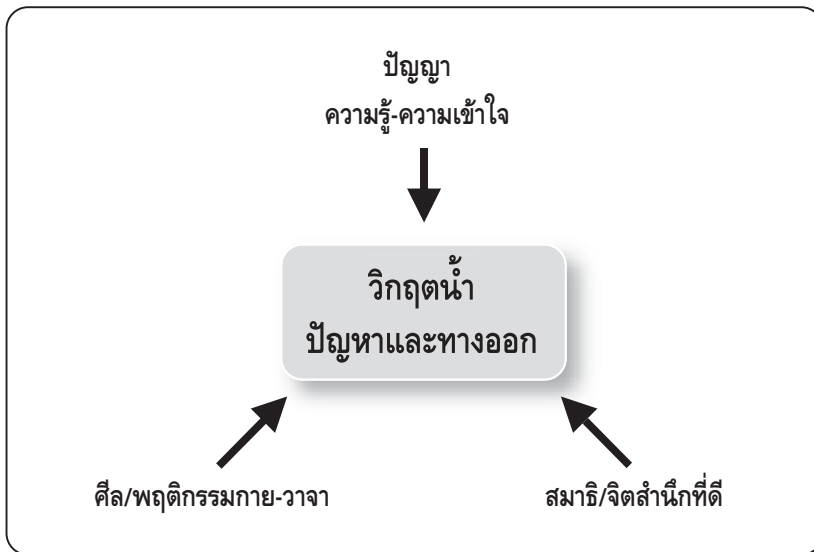 ปัญญา
ความรู้-ความเข้าใจ
วิกฤตน้ำ
ปัญหาและทางออก
ศีล/พฤติกรรมกาย-วาจา
สมาธิ/จิตสำนึกที่ดี